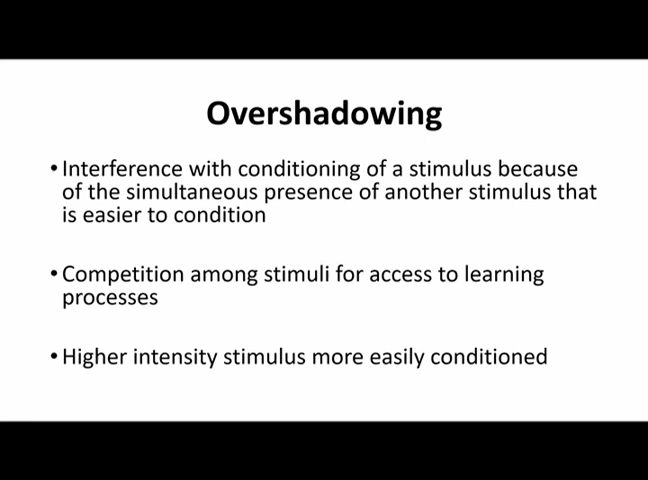 Overshadowing
• Interference with conditioning of a stimulus because
of the simultaneous presence of another stimulus that
is easier to condition
• Competition among stimuli for access to learning
processes
• Higher intensity stimulus more easily conditioned